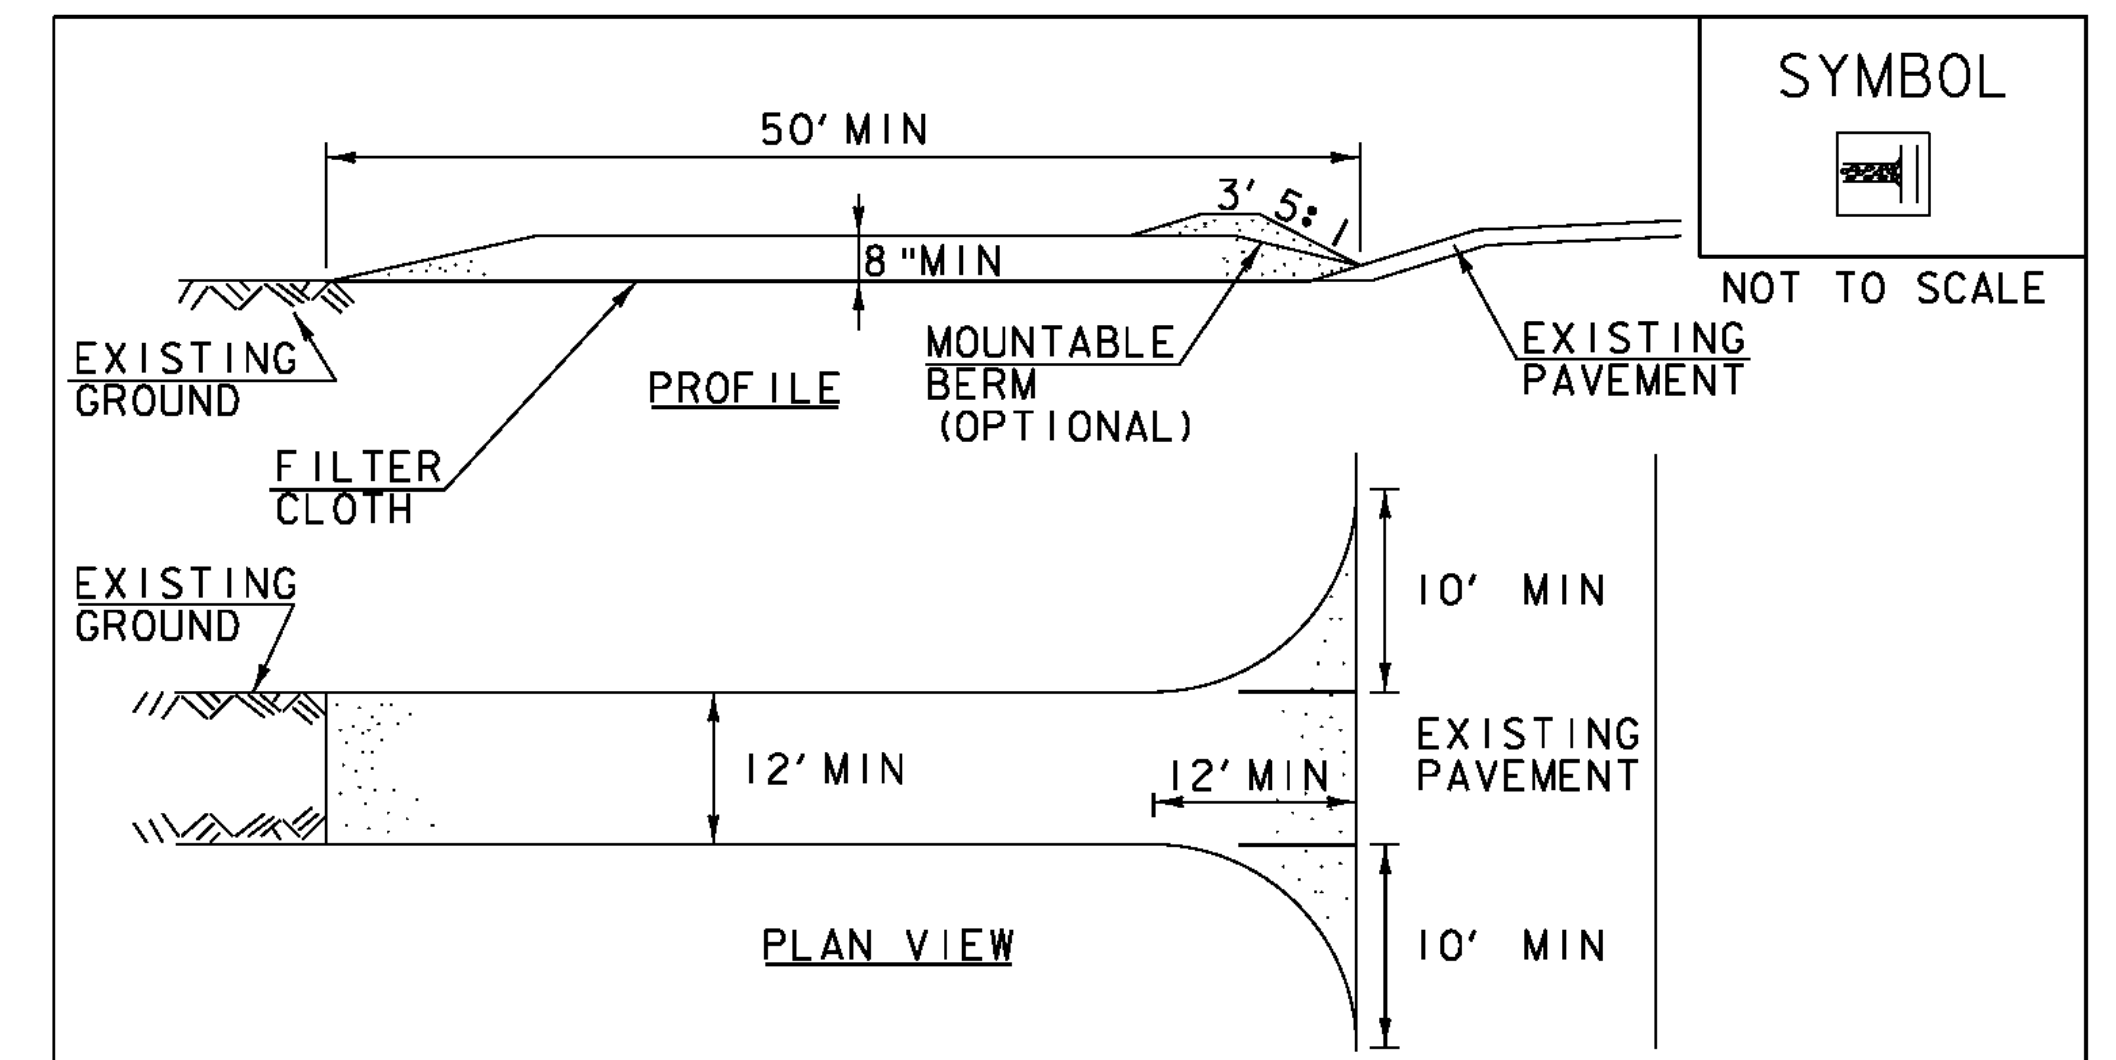 SYMBOL
50' MIN
3' 5:1
8"MIN
NOT TO SCALE
EXISTING
GROUND
PROFILE
MOUNTABLE
BERM
(OPTIONAL)
EXISTING
PAVEMENT
FILTER
CLOTH
EXISTING
GROUND
10' MIN
12' MIN
12' MIN
EXISTING
PAVEMENT
PLAN VIEW
10' MIN